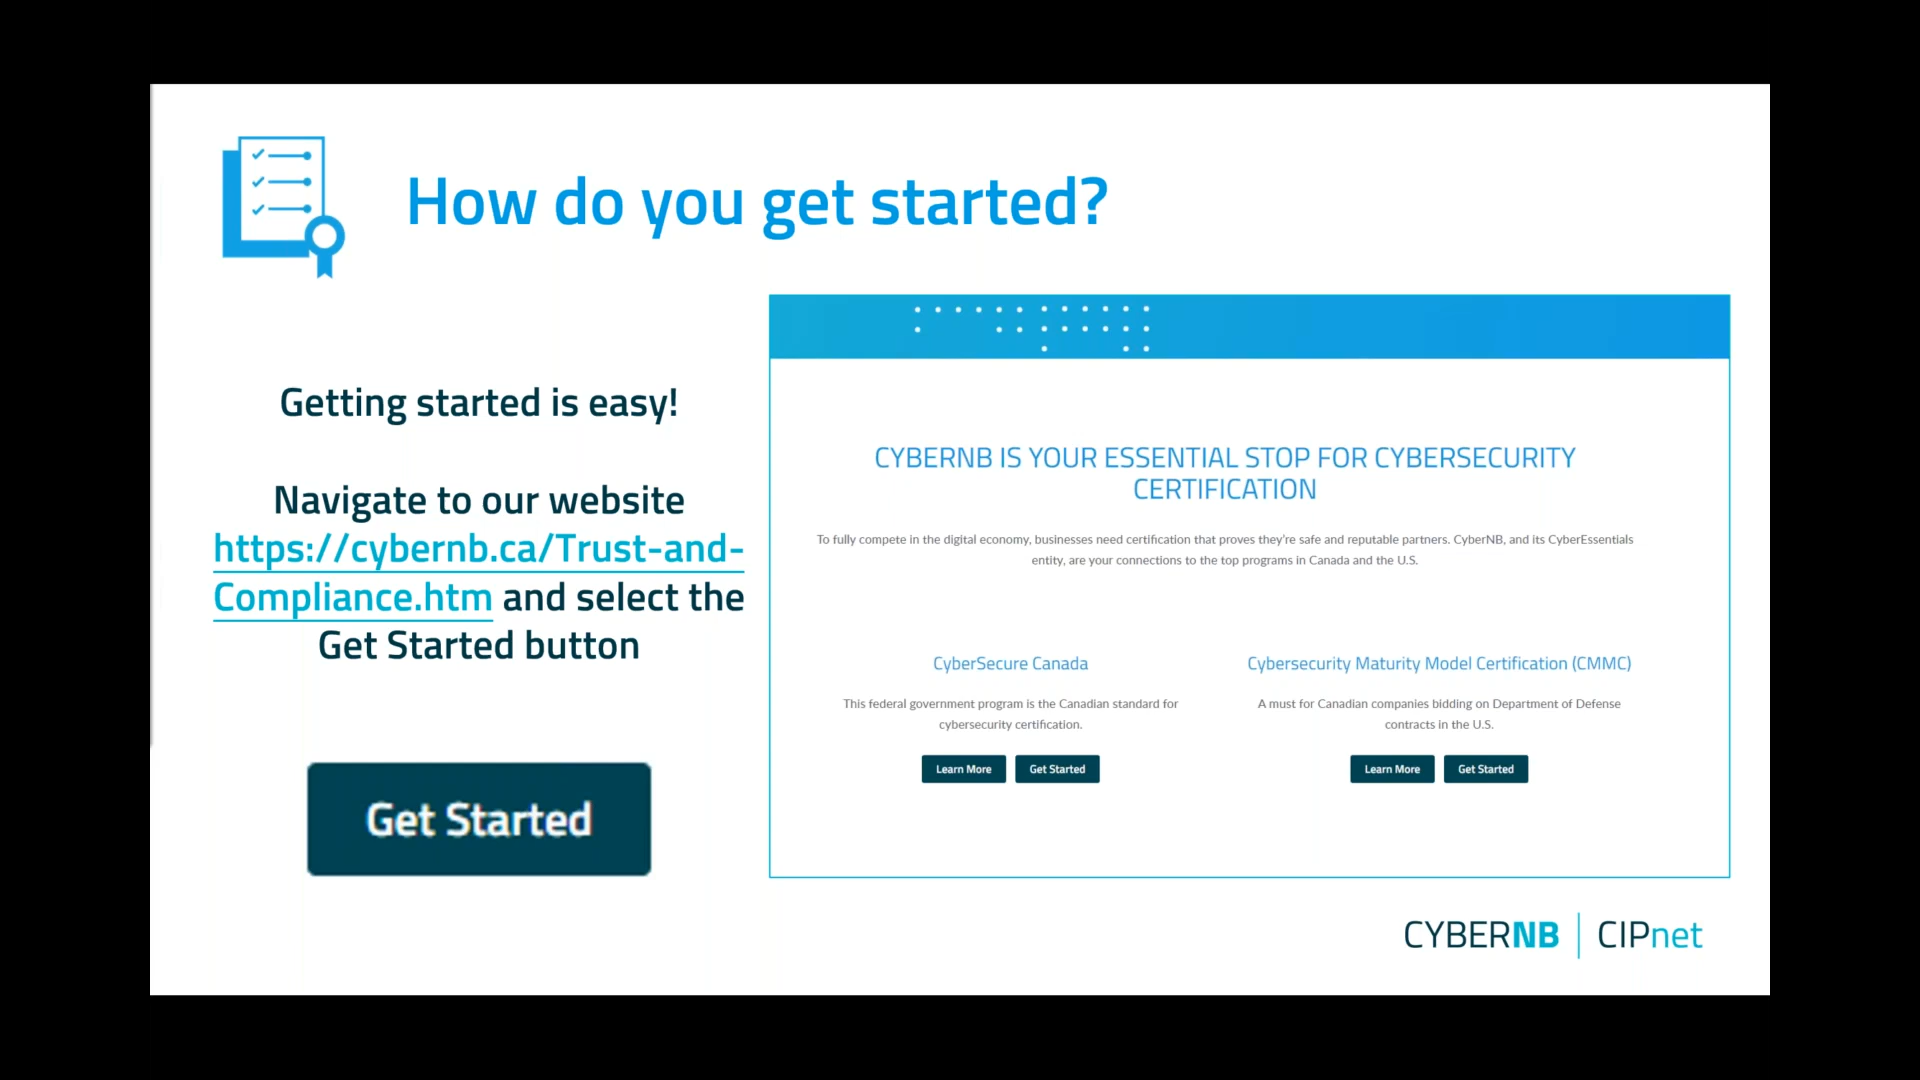 How do you get started?
Getting started is easy!
Navigate to our website
https://cybernb.ca/Trust-and-
Compliance.htm and select the
Get Started button
Get Started
CYBERNB IS YOUR ESSENTIAL STOP FOR CYBERSECURITY
CERTIFICATION
To fully compete in the digital economy, businesses need certification that proves they're safe and reputable partners. CyberNB, and its CyberEssentials
entity, are your connections to the top programs in Canada and the U.S.
CyberSecure Canada
This federal government program is the Canadian standard for
cybersecurity certification.
Learn More Get Started
Cybersecurity Maturity Model Certification (CMMC)
A must for Canadian companies bidding on Department of Defense
contracts in the U.S.
Learn More Get Started
CYBERNB | CIPnet